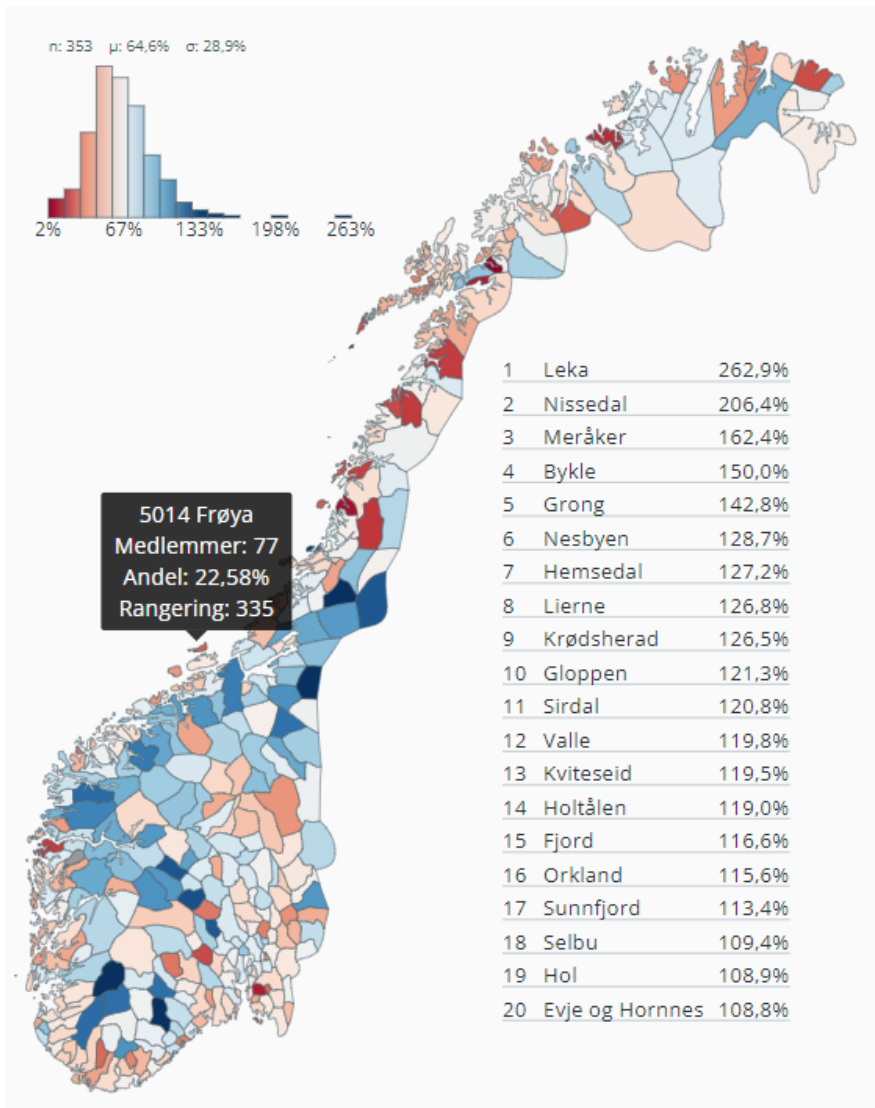 n: 353 μ: 64,6% σ: 28,9%
2% 67% 133% 198% 263%
5014 Frøya
Medlemmer: 77
Andel: 22,58%
Rangering: 335
1 Leka 262,9%
2 Nissedal 206,4%
3 Meråker 162,4%
4 Bykle 150,0%
5 Grong 142,8%
6 Nesbyen 128,7%
7 Hemsedal 127,2%
8 Lierne 126,8%
9 Krødsherad 126,5%
10 Gloppen 121,3%
11 Sirdal 120,8%
12 Valle 119,8%
13 Kviteseid 119,5%
14 Holtålen 119,0%
15 Fjord 116,6%
16 Orkland 115,6%
17 Sunnfjord 113,4%
18 Selbu 109,4%
19 Hol 108,9%
20 Evje og Hornnes 108,8%